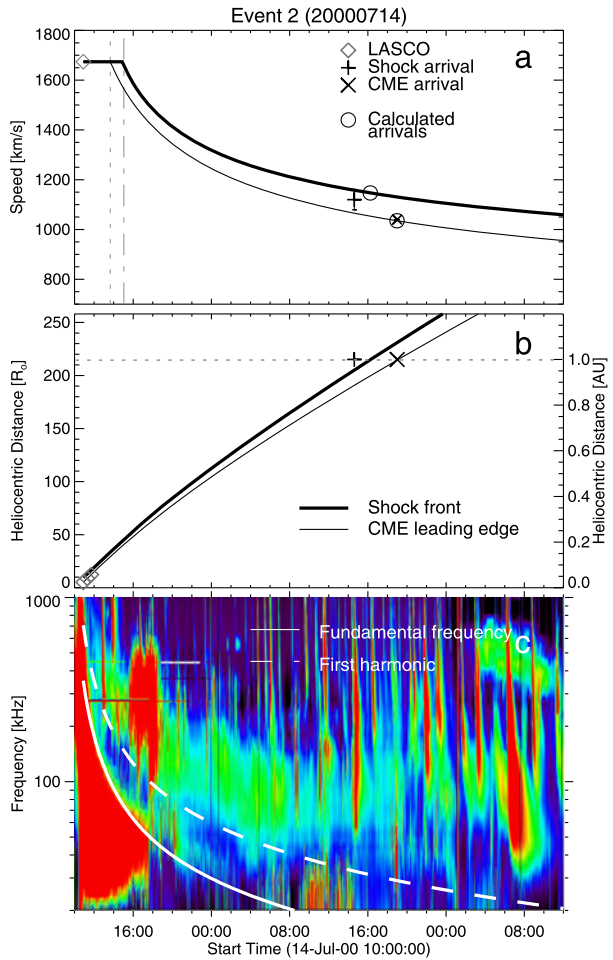 Event 2 (20000714)
1800
1600
1400
1200
1000
800
Speed [km/s]
LASCO
Shock arrival
CME arrival
Calculated
arrivals
a
250
200
150
100
50
0
Heliocentric Distance [Ro]
b
1.0
0.8
0.6
0.4
0.2
0.0
Heliocentric Distance [AU]
Shock front
CME leading edge
1000
100
Frequency [kHz]
Fundamental frequency
First harmonic
c
16:00 00:00 08:00 16:00 00:00 08:00
Start Time (14-Jul-00 10:00:00)